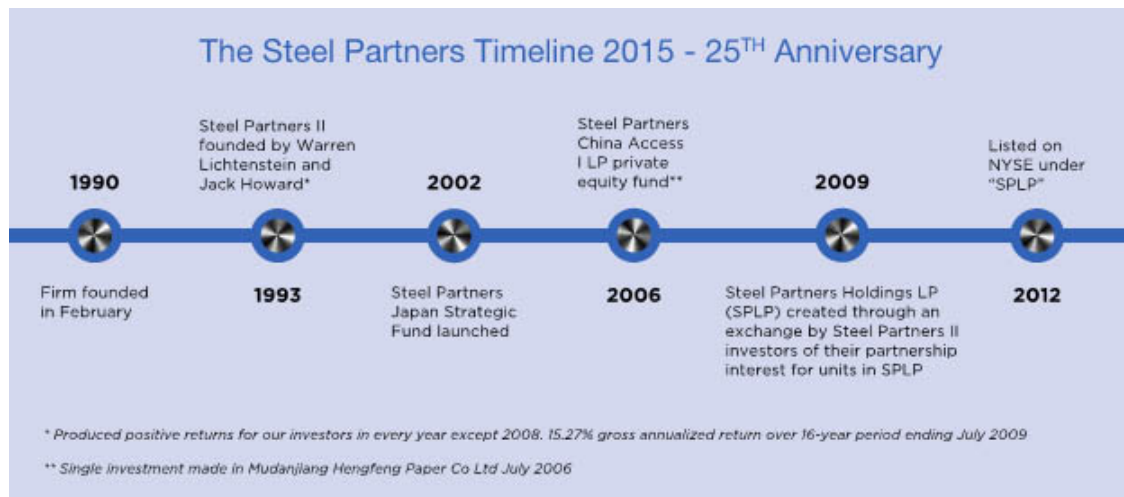 The Steel Partners Timeline 2015 - 25TH Anniversary
1990
Firm founded
in February
Steel Partners II
founded by Warren
Lichtenstein and
Jack Howard*
1993
2002
Steel Partners
Japan Strategic
Fund launched
Steel Partners
China Access
I LP private
equity fund**
2006
2009
Steel Partners Holdings LP
(SPLP) created through an
exchange by Steel Partners II
investors of their partnership
interest for units in SPLP
Listed on
NYSE under
"SPLP"
2012
* Produced positive returns for our investors in every year except 2008. 15.27% gross annualized return over 16-year period ending July 2009
** Single investment made in Mudanjiang Hengfeng Paper Co Ltd July 2006